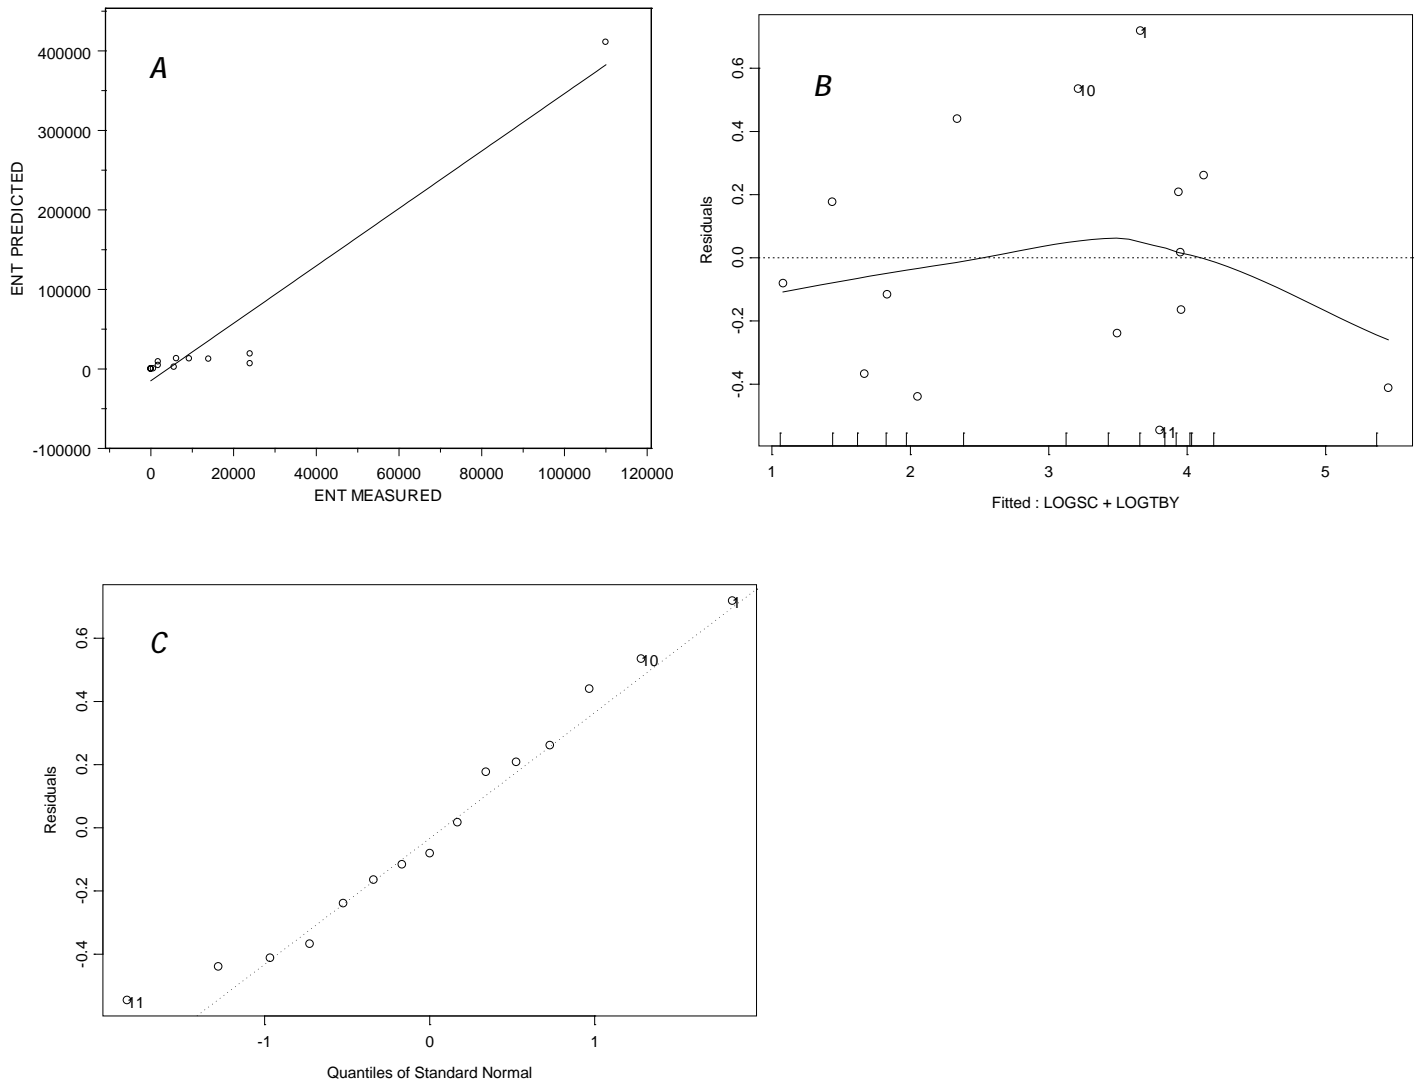 A
400000
300000
200000
100000
0
-100000
ENT PREDICTED
0 20000 40000 60000 80000 100000 120000
ENT MEASURED
B
0.6
0.4
0.2
0.0
-0.2
-0.4
Residuals
1
10
11
1 2 3 4 5
Fitted : LOGSC + LOGTBY
C
0.6
0.4
0.2
0.0
-0.2
-0.4
Residuals
1
10
11
-1 0 1
Quantiles of Standard Normal